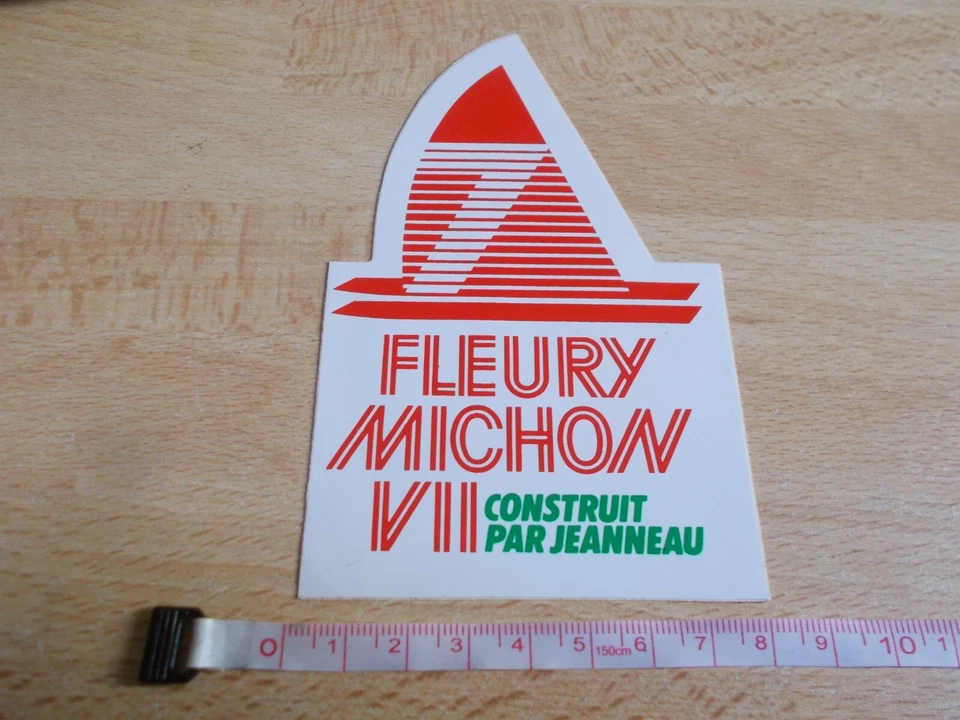 7
FLEURY
MICHON
VII CONSTRUIT
PAR JEANNEAU
0 1 2 3 4 5 150cm 6 7 8 9 10 1